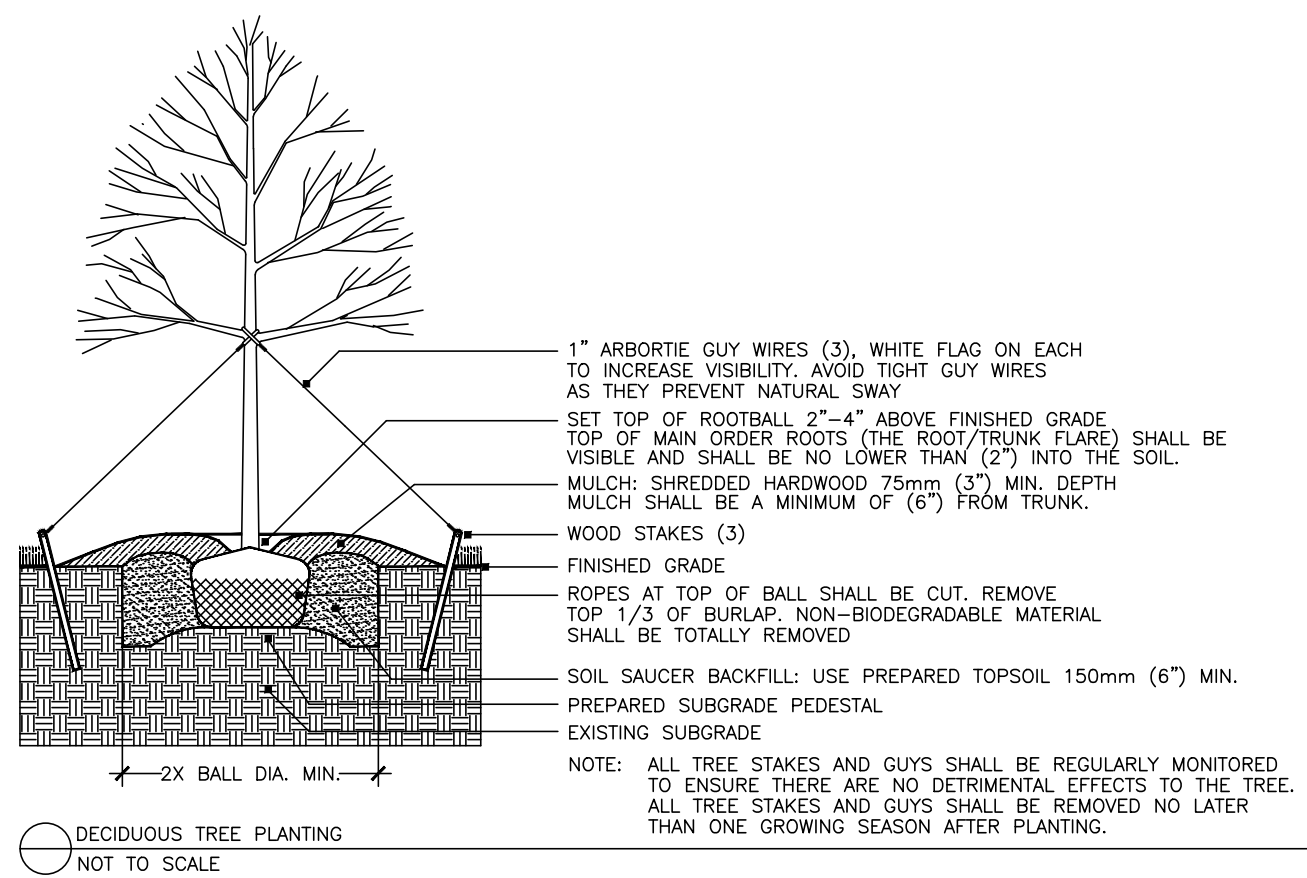 1” ARBORTIE GUY WIRES (3), WHITE FLAG ON EACH
TO INCREASE VISIBILITY. AVOID TIGHT GUY WIRES
AS THEY PREVENT NATURAL SWAY
SET TOP OF ROOTBALL 2”–4” ABOVE FINISHED GRADE
TOP OF MAIN ORDER ROOTS (THE ROOT/TRUNK FLARE) SHALL BE
VISIBLE AND SHALL BE NO LOWER THAN (2”) INTO THE SOIL.
MULCH: SHREDDED HARDWOOD 75mm (3”) MIN. DEPTH
MULCH SHALL BE A MINIMUM OF (6”) FROM TRUNK.
WOOD STAKES (3)
FINISHED GRADE
ROPES AT TOP OF BALL SHALL BE CUT. REMOVE
TOP 1/3 OF BURLAP. NON–BIODEGRADABLE MATERIAL
SHALL BE TOTALLY REMOVED
SOIL SAUCER BACKFILL: USE PREPARED TOPSOIL 150mm (6”) MIN.
PREPARED SUBGRADE PEDESTAL
EXISTING SUBGRADE
2X BALL DIA. MIN.
NOTE: ALL TREE STAKES AND GUYS SHALL BE REGULARLY MONITORED
TO ENSURE THERE ARE NO DETRIMENTAL EFFECTS TO THE TREE.
ALL TREE STAKES AND GUYS SHALL BE REMOVED NO LATER
THAN ONE GROWING SEASON AFTER PLANTING.
DECIDUOUS TREE PLANTING
NOT TO SCALE